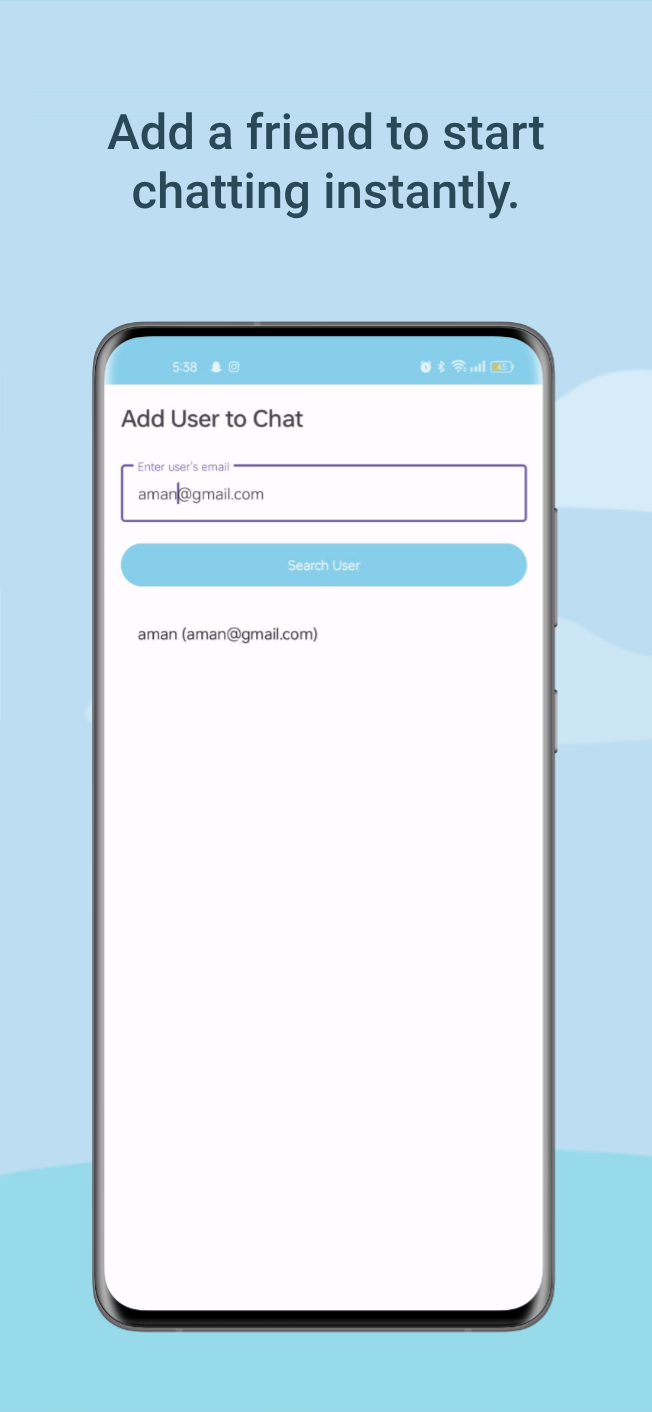 Add a friend to start
chatting instantly.
5:38
45
Add User to Chat
Enter user's email
aman@gmail.com
Search User
aman (aman@gmail.com)